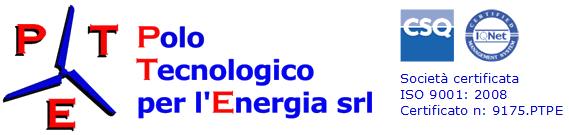 P T
E
Polo
Tecnologico
per l'Energia srl
CSQ
CERTIFIED
IQNet
MANAGEMENT SYSTEM
Società certificata
ISO 9001: 2008
Certificato n: 9175.PTPE